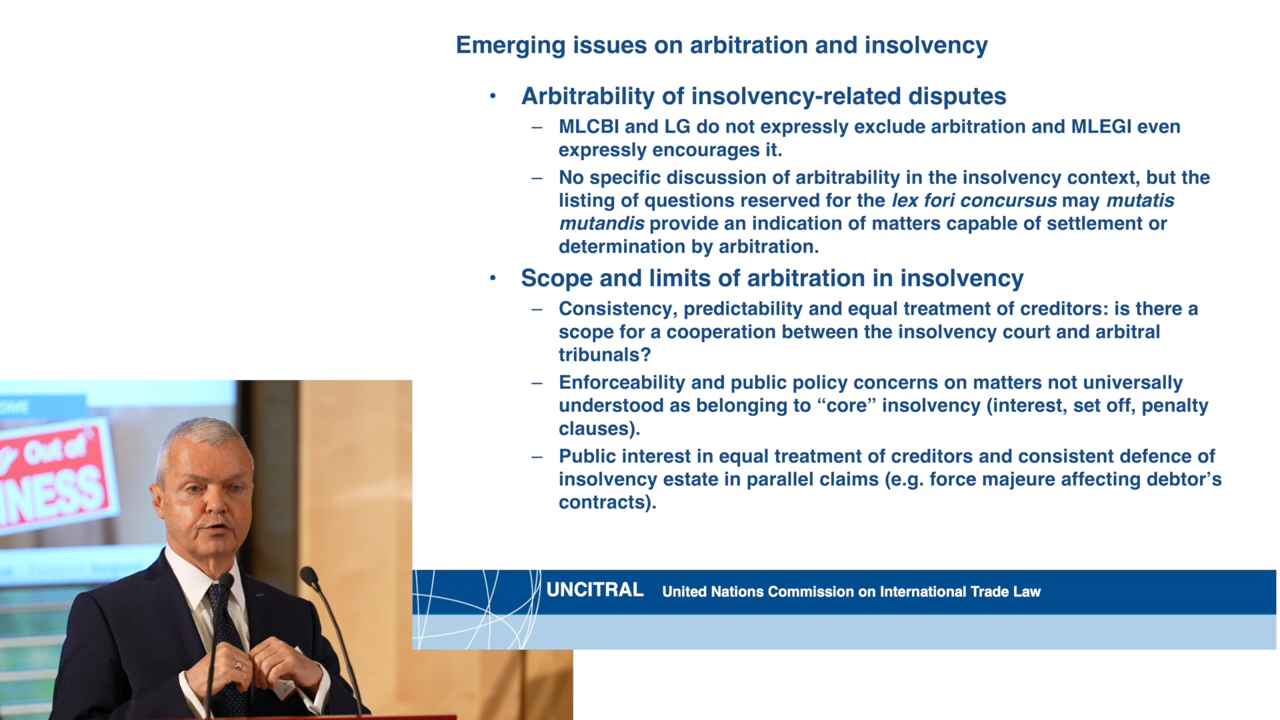 Emerging issues on arbitration and insolvency
• Arbitrability of insolvency-related disputes
– MLCBI and LG do not expressly exclude arbitration and MLEGI even
expressly encourages it.
– No specific discussion of arbitrability in the insolvency context, but the
listing of questions reserved for the lex fori concursus may mutatis
mutandis provide an indication of matters capable of settlement or
determination by arbitration.
• Scope and limits of arbitration in insolvency
– Consistency, predictability and equal treatment of creditors: is there a
scope for a cooperation between the insolvency court and arbitral
tribunals?
– Enforceability and public policy concerns on matters not universally
understood as belonging to “core” insolvency (interest, set off, penalty
clauses).
– Public interest in equal treatment of creditors and consistent defence of
insolvency estate in parallel claims (e.g. force majeure affecting debtor’s
contracts).
UNCITRAL United Nations Commission on International Trade Law
Out of
INESS